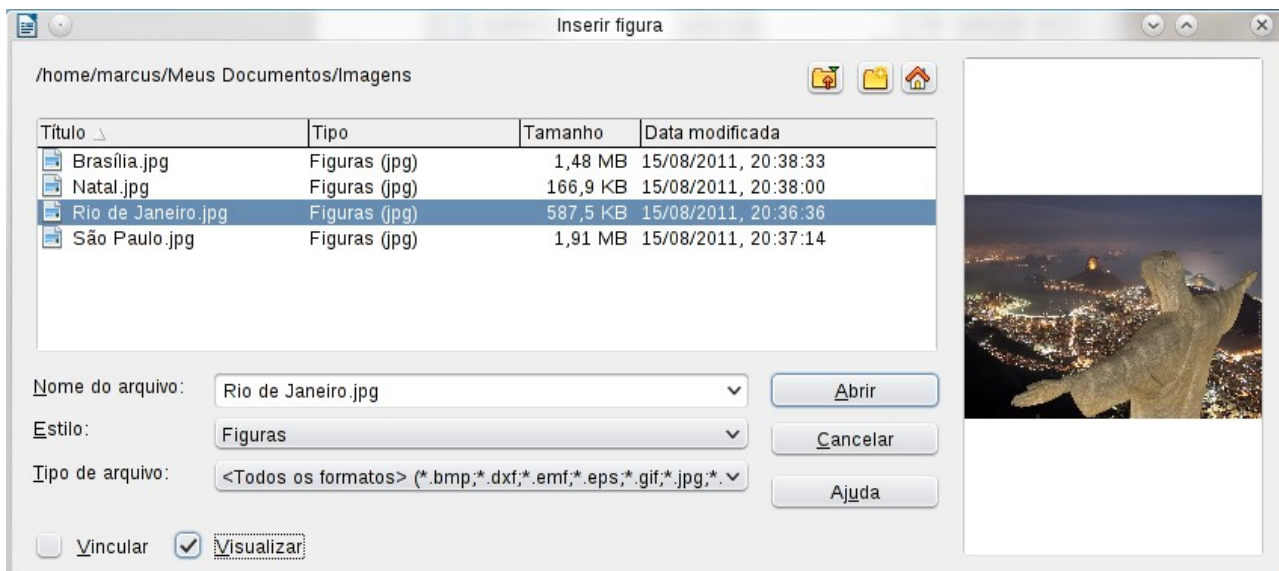 Inserir figura
/home/marcus/Meus Documentos/Imagens
Título Tipo Tamanho Data modificada
Brasília.jpg Figuras (jpg) 1,48 MB 15/08/2011, 20:38:33
Natal.jpg Figuras (jpg) 166,9 KB 15/08/2011, 20:38:00
Rio de Janeiro.jpg Figuras (jpg) 587,5 KB 15/08/2011, 20:36:36
São Paulo.jpg Figuras (jpg) 1,91 MB 15/08/2011, 20:37:14
Nome do arquivo: Rio de Janeiro.jpg Abrir
Estilo: Figuras Cancelar
Tipo de arquivo: <Todos os formatos> (*.bmp;*.dxf;*.emf;*.eps;*.gif;*.jpg;*. Ajuda
Vincular Visualizar